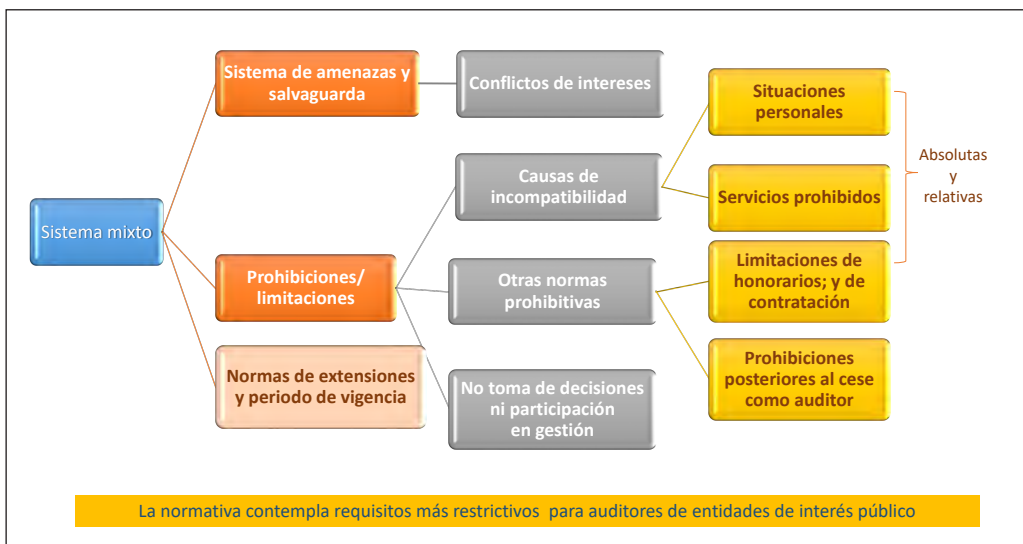 Sistema mixto
Sistema de amenazas y
salvaguarda
Prohibiciones/
limitaciones
Normas de extensiones
y periodo de vigencia
Conflictos de intereses
Causas de
incompatibilidad
Otras normas
prohibitivas
No toma de decisiones
ni participación
en gestión
Situaciones
personales
Servicios prohibidos
Limitaciones de
honorarios; y de
contratación
Prohibiciones
posteriores al cese
como auditor
Absolutas
y
relativas
La normativa contempla requisitos más restrictivos para auditores de entidades de interés público